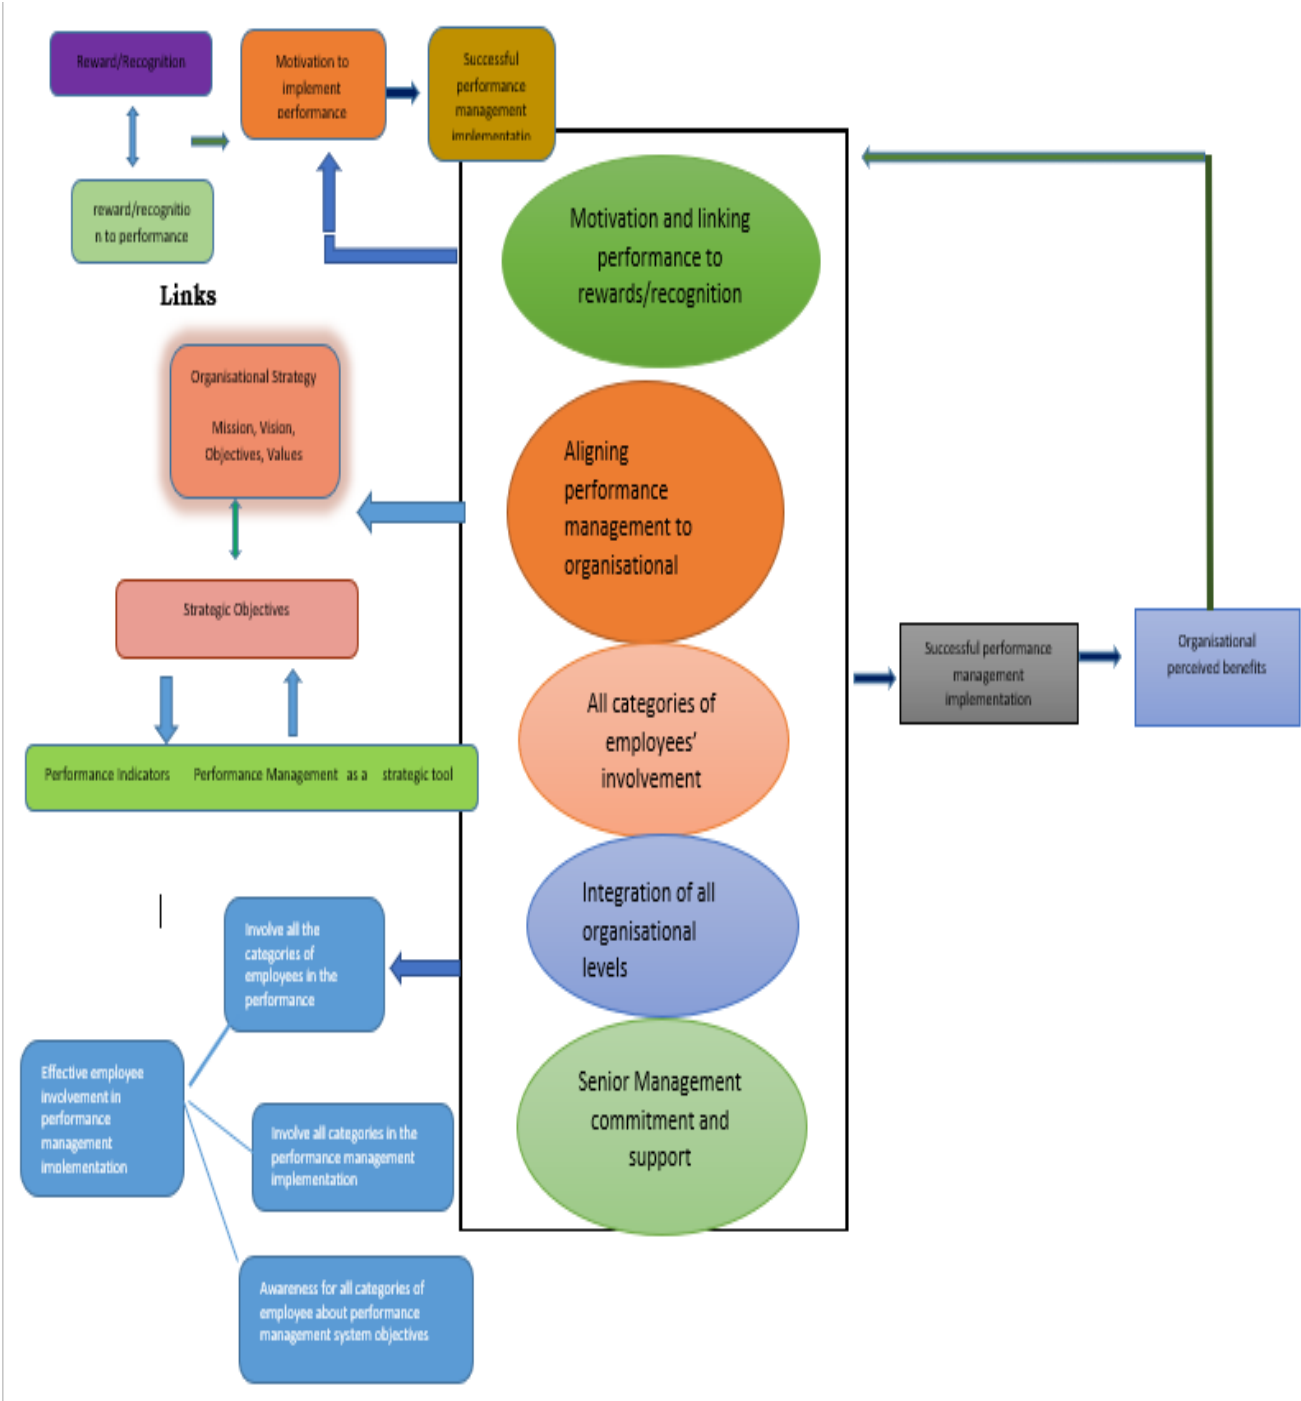 Reward/Recognition
Motivation to
implement
performance
Successful
performance
management
implementatio
reward/recognitio
n to performance
Links
Organisational Strategy
Mission, Vision,
Objectives, Values
Strategic Objectives
Performance Indicators Performance Management as a strategic tool
Involve all the
categories of
employees in the
performance
Effective employee
involvement in
performance
management
implementation
Involve all categories in the
performance management
implementation
Awareness for all categories of
employee about performance
management system objectives
Motivation and linking
performance to
rewards/recognition
Aligning
performance
management to
organisational
All categories of
employees’
involvement
Integration of all
organisational
levels
Senior Management
commitment and
support
Successful performance
management
implementation
Organisational
perceived benefits